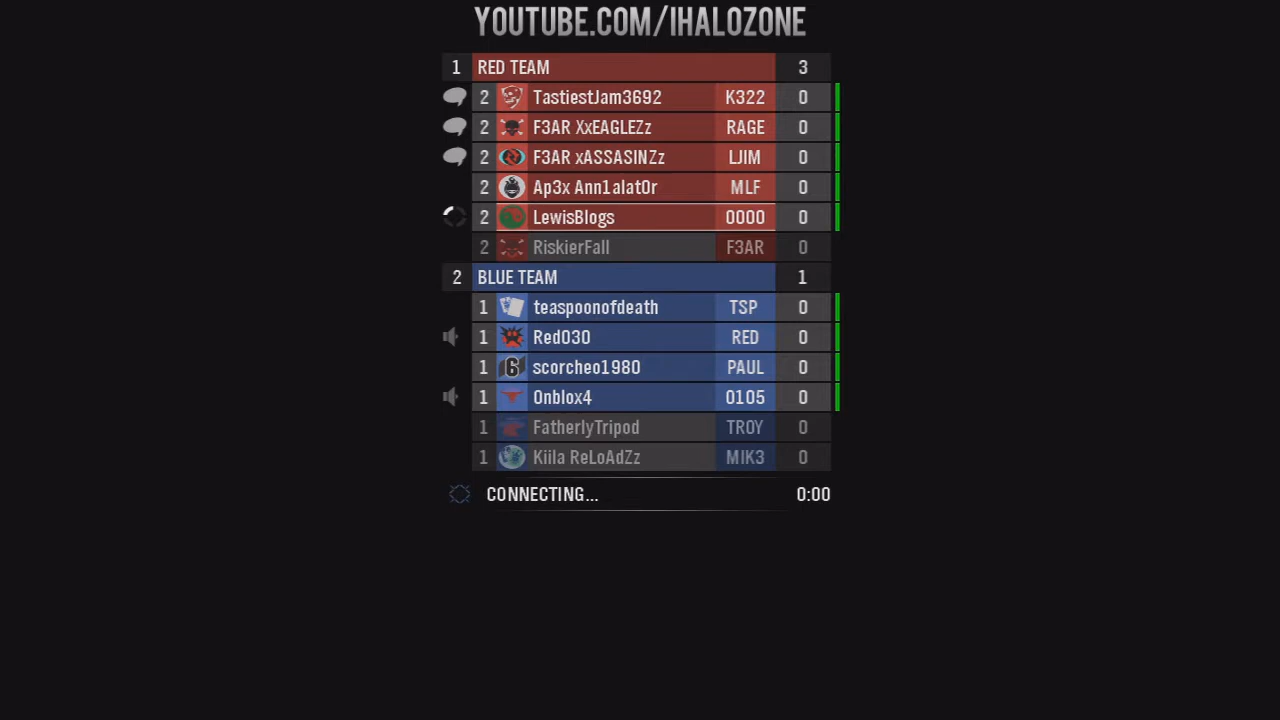 YOUTUBE.COM/IHALOZONE
1 RED TEAM 3
2 TastiestJam3692 K322 0
2 F3AR XxEAGLEZz RAGE 0
2 F3AR xASSASINZz LJIM 0
2 Ap3x Ann1alat0r MLF 0
2 LewisBlogs 0000 0
2 RiskierFall F3AR 0
2 BLUE TEAM 1
1 teaspoonofdeath TSP 0
1 Red030 RED 0
1 6 scorcheo1980 PAUL 0
1 Onblox4 0105 0
1 FatherlyTripod TROY 0
1 Kiila ReLoAdZz MIK3 0
CONNECTING... 0:00